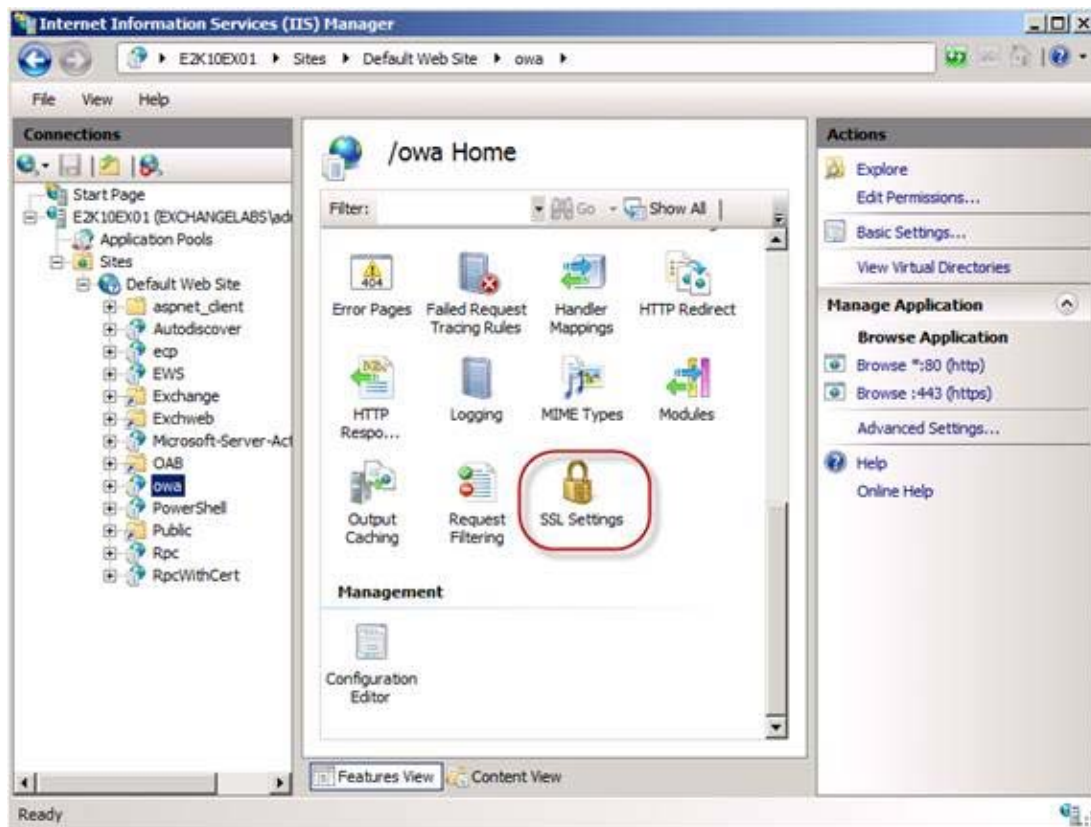 Internet Information Services (IIS) Manager
E2K10EX01 Sites Default Web Site owa
File View Help
Connections
Start Page
E2K10EX01 (EXCHANGELABS\ad
Application Pools
Sites
Default Web Site
aspnet_client
Autodiscover
ecp
EWS
Exchange
Exchweb
Microsoft-Server-Act
OAB
owa
PowerShell
Public
Rpc
RpcWithCert
/owa Home
Filter: Go Show All
404
Error Pages
Failed Request Tracing Rules
Handler Mappings
HTTP Redirect
HTTP Respo...
Logging
MIME Types
Modules
Output Caching
Request Filtering
SSL Settings
Management
Configuration Editor
Features View
Content View
Actions
Explore
Edit Permissions...
Basic Settings...
View Virtual Directories
Manage Application
Browse Application
Browse *:80 (http)
Browse :443 (https)
Advanced Settings...
Help
Online Help
Ready